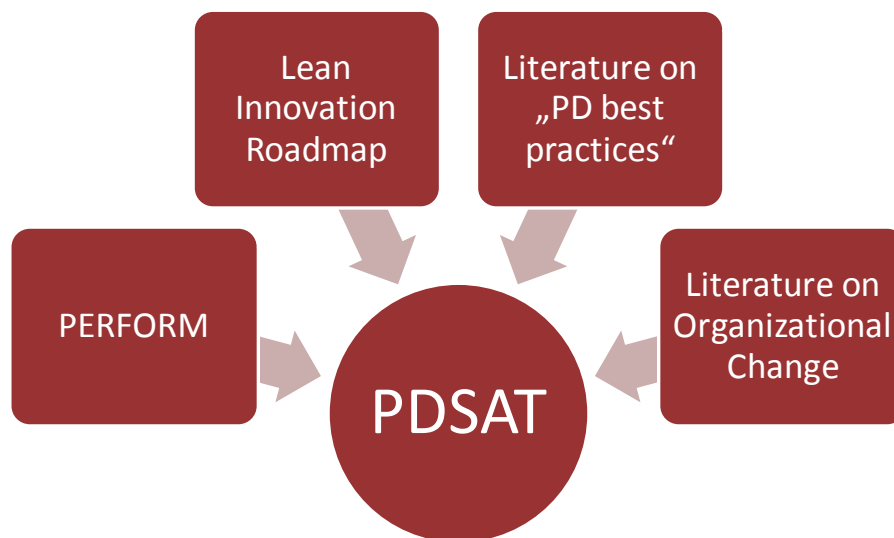 Lean
Innovation
Roadmap
Literature on
„PD best
practices“
PERFORM
Literature on
Organizational
Change
PDSAT